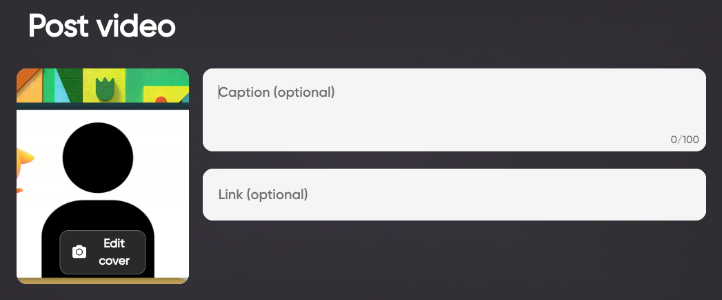 Post video
Caption (optional)
0/100
Link (optional)
Edit
cover